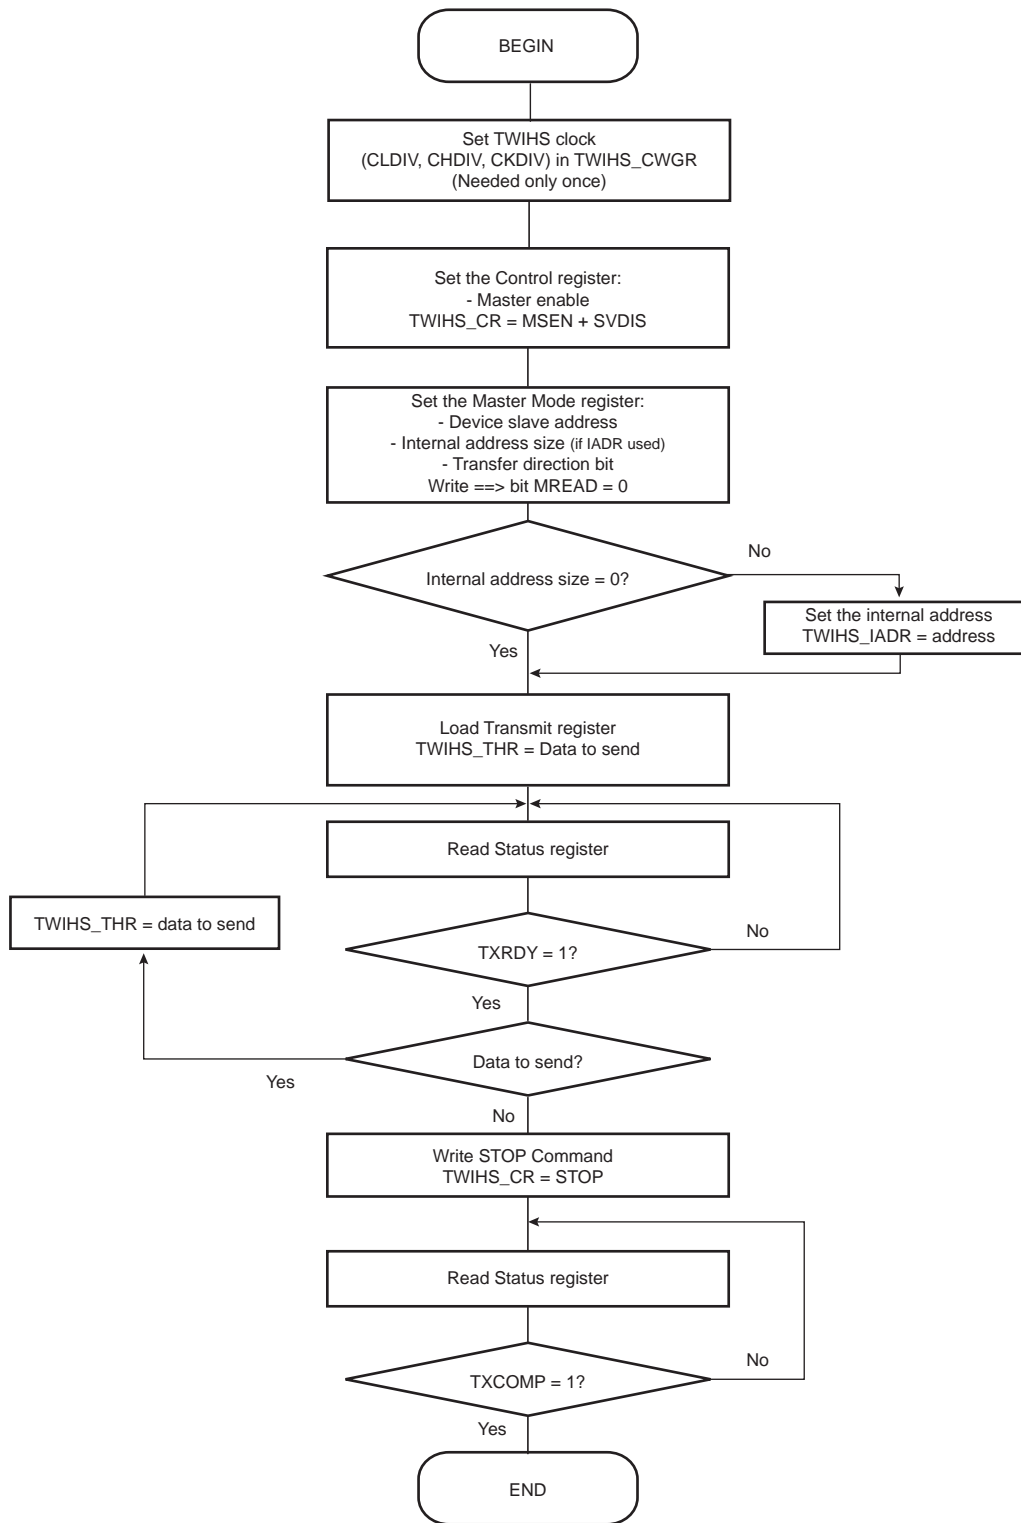 BEGIN
Set TWIHS clock
(CLDIV, CHDIV, CKDIV) in TWIHS_CWGR
(Needed only once)
Set the Control register:
- Master enable
TWIHS_CR = MSEN + SVDIS
Set the Master Mode register:
- Device slave address
- Internal address size (if IADR used)
- Transfer direction bit
Write ==> bit MREAD = 0
No
Internal address size = 0?
Set the internal address
TWIHS_IADR = address
Yes
Load Transmit register
TWIHS_THR = Data to send
Read Status register
TWIHS_THR = data to send
No
TXRDY = 1?
Yes
Data to send?
Yes
No
Write STOP Command
TWIHS_CR = STOP
Read Status register
No
TXCOMP = 1?
Yes
END